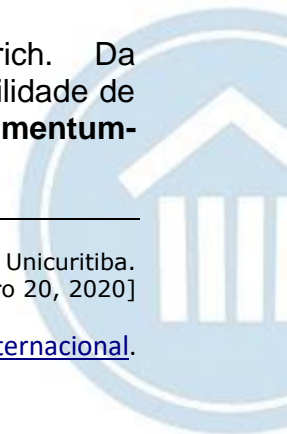 rich. Da
ilidade de
mentum-
Unicuritiba.
ro 20, 2020]
ternacional.